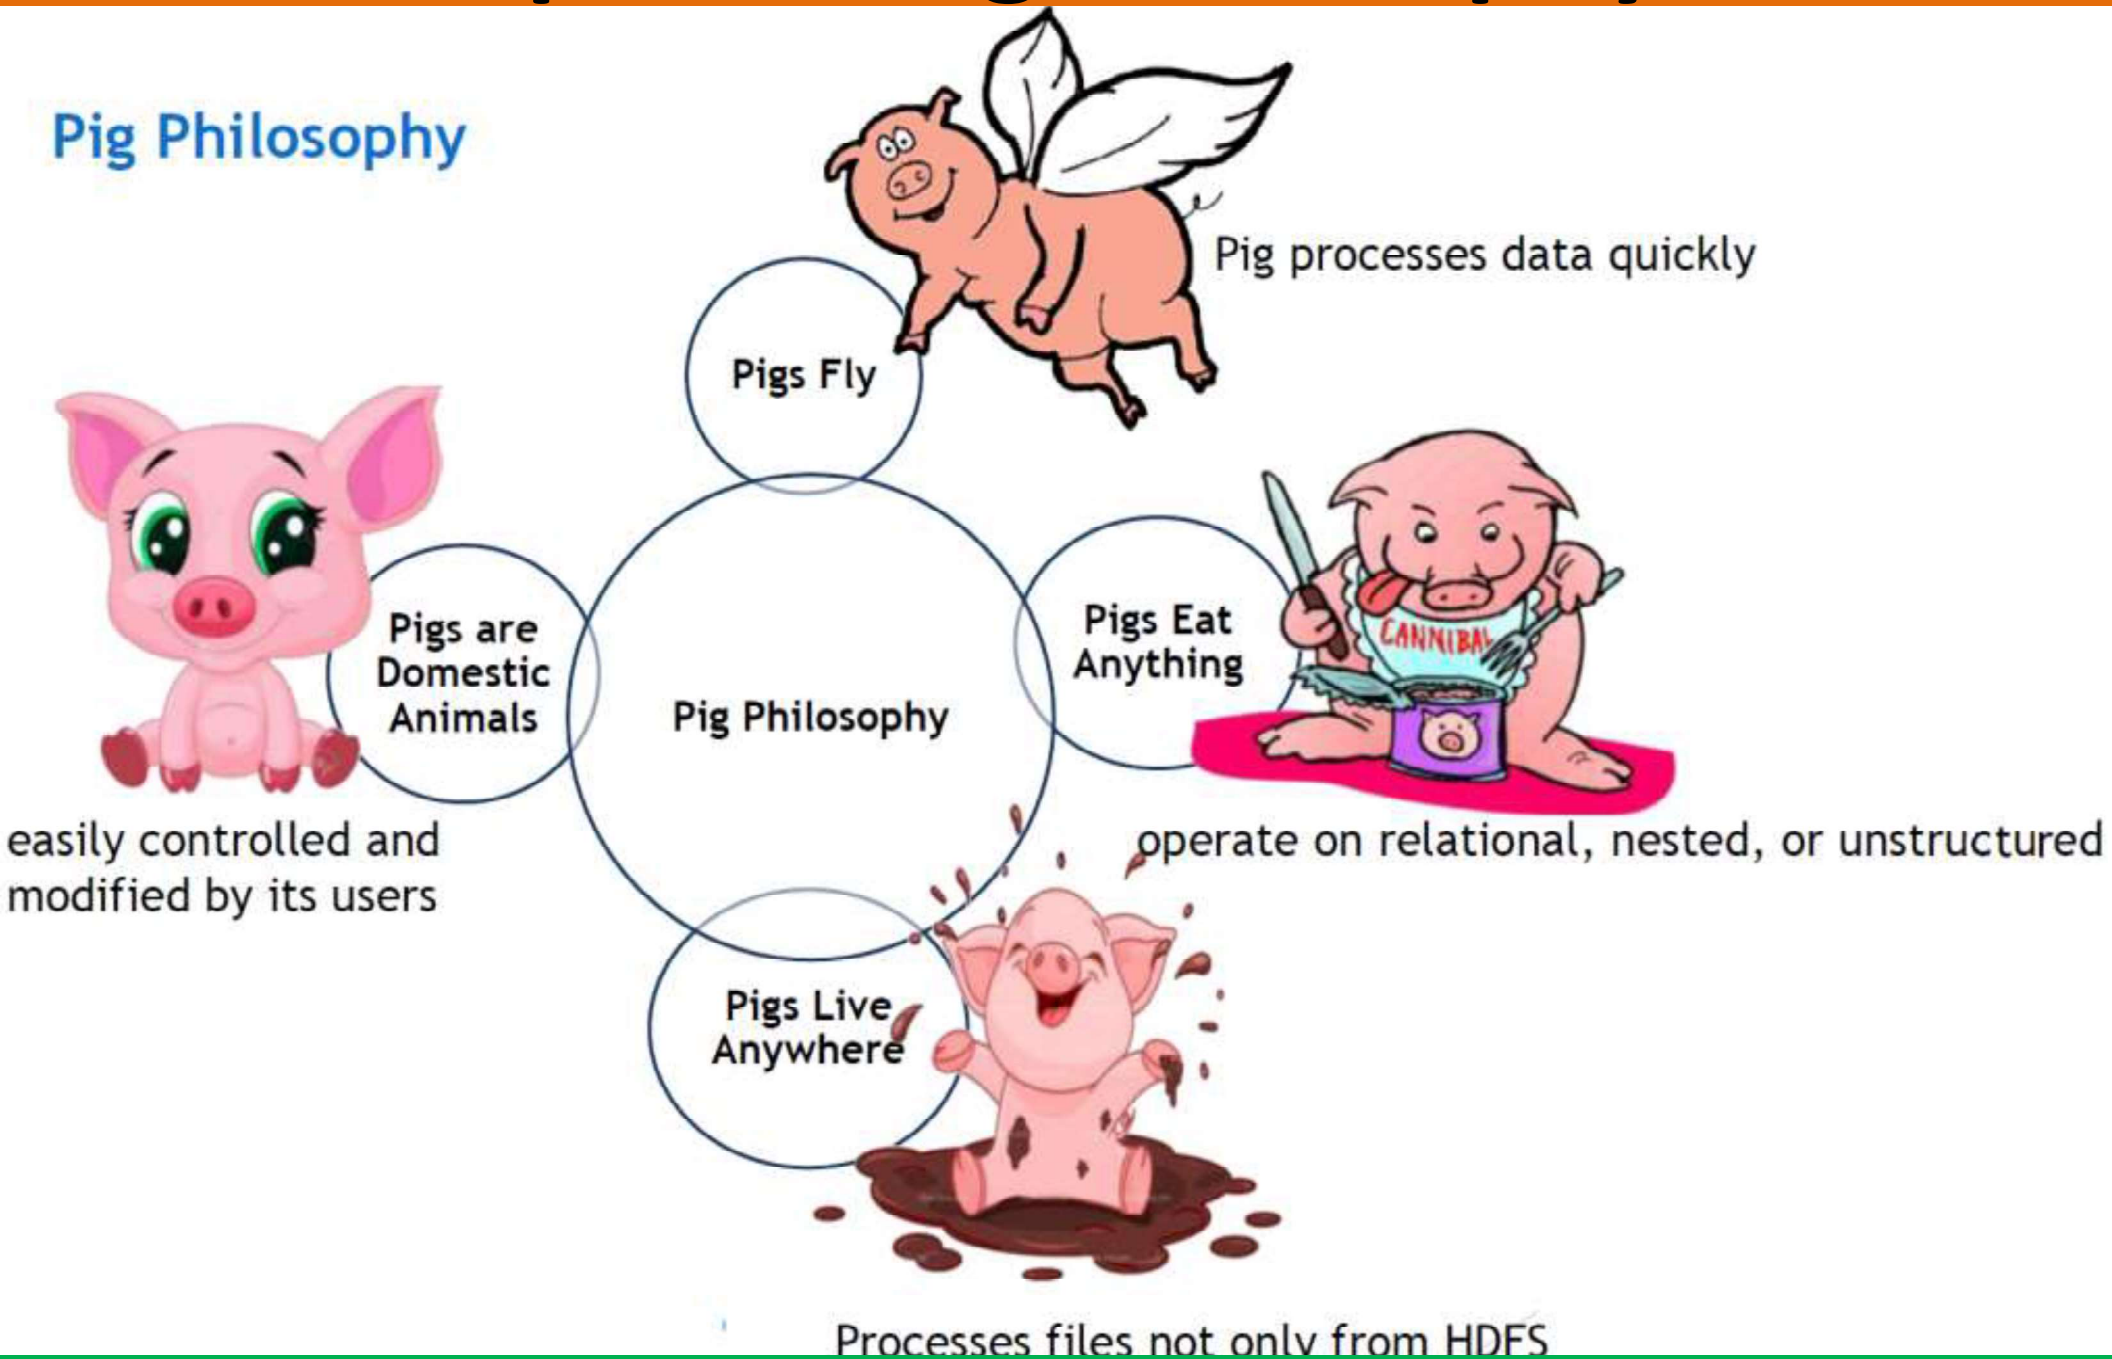 Pig Philosophy
Pig processes data quickly
Pigs Fly
Pigs are
Domestic
Animals
Pigs Eat
Anything
CANNIBAL
Pig Philosophy
easily controlled and
modified by its users
operate on relational, nested, or unstructured
Pigs Live
Anywhere
Processes files not only from HDFS